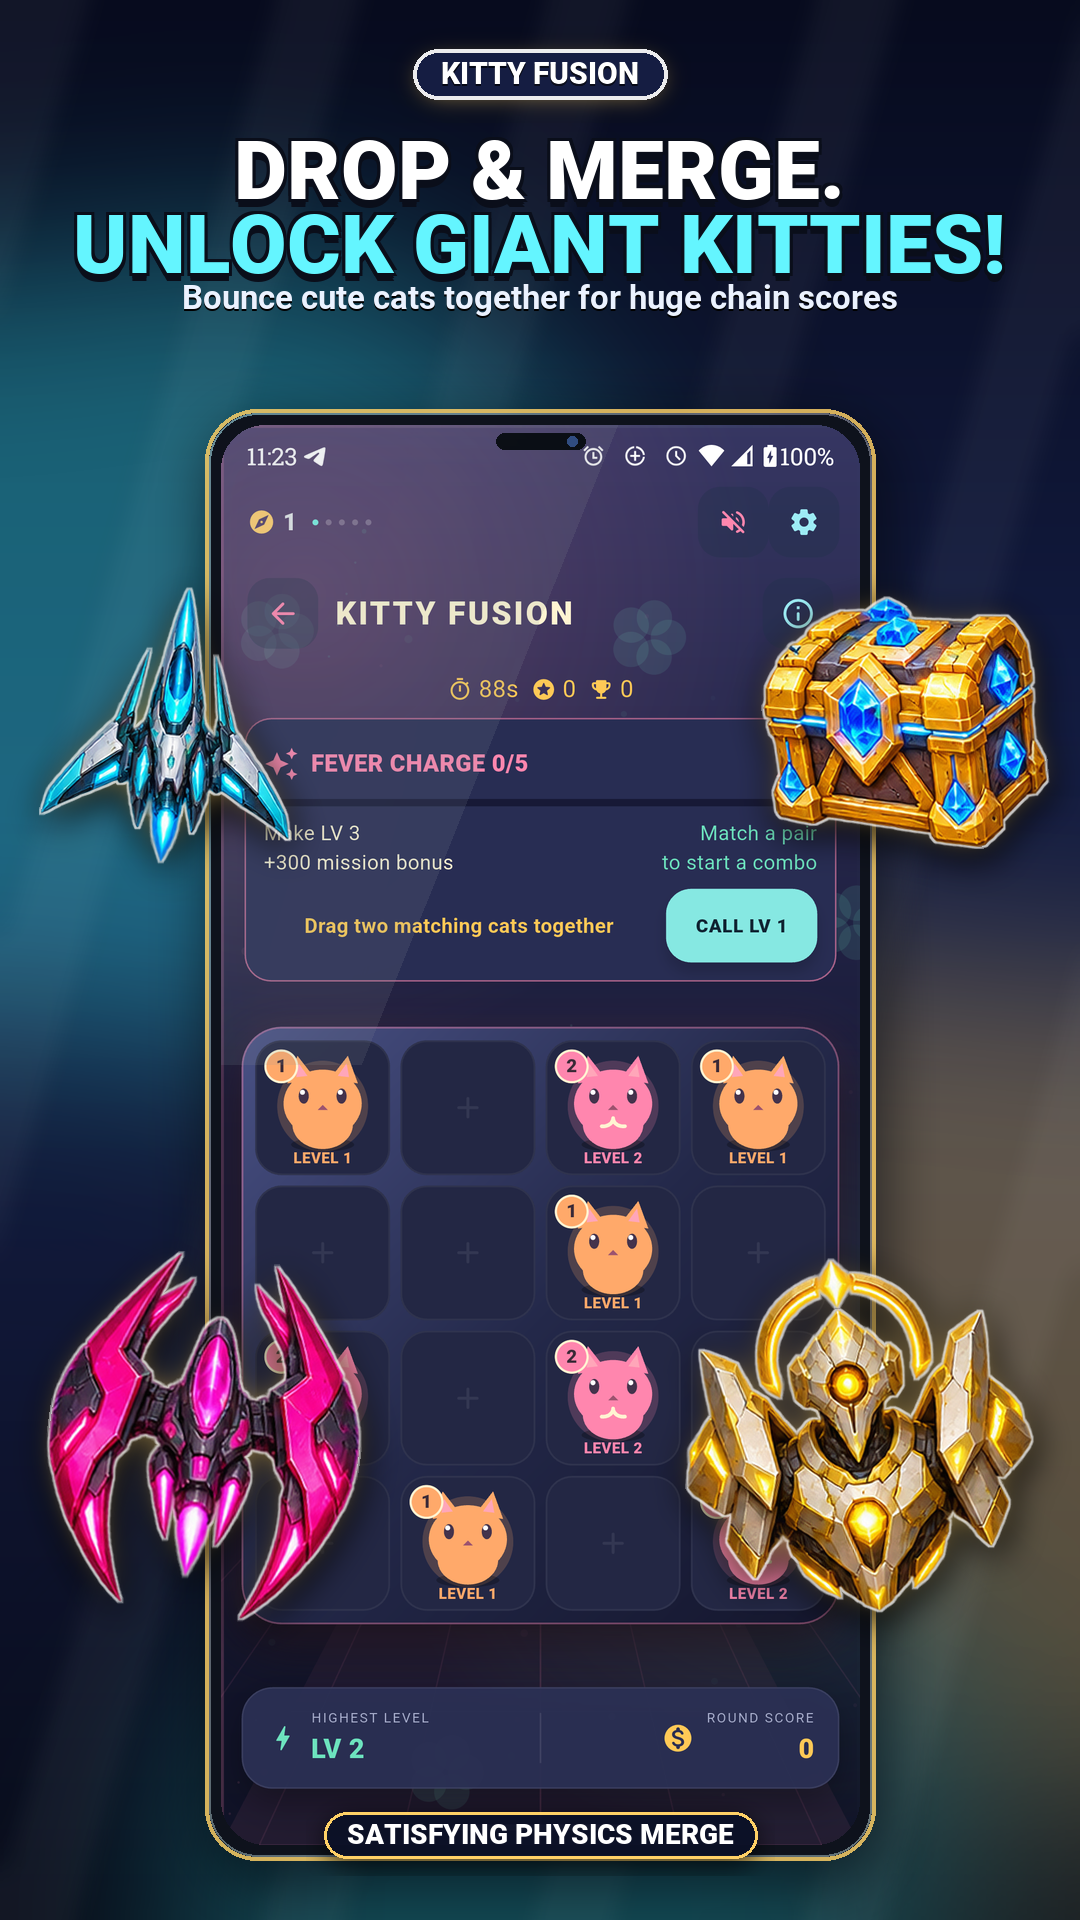 KITTY FUSION
DROP & MERGE.
UNLOCK GIANT KITTIES!
Bounce cute cats together for huge chain scores
11:23
100%
1
KITTY FUSION
88s 0 0
FEVER CHARGE 0/5
Make LV 3
+300 mission bonus
Match a pair
to start a combo
Drag two matching cats together
CALL LV 1
1
LEVEL 1
2
LEVEL 2
1
LEVEL 1
1
LEVEL 1
2
2
LEVEL 2
1
LEVEL 1
LEVEL 2
HIGHEST LEVEL
LV 2
ROUND SCORE
0
SATISFYING PHYSICS MERGE